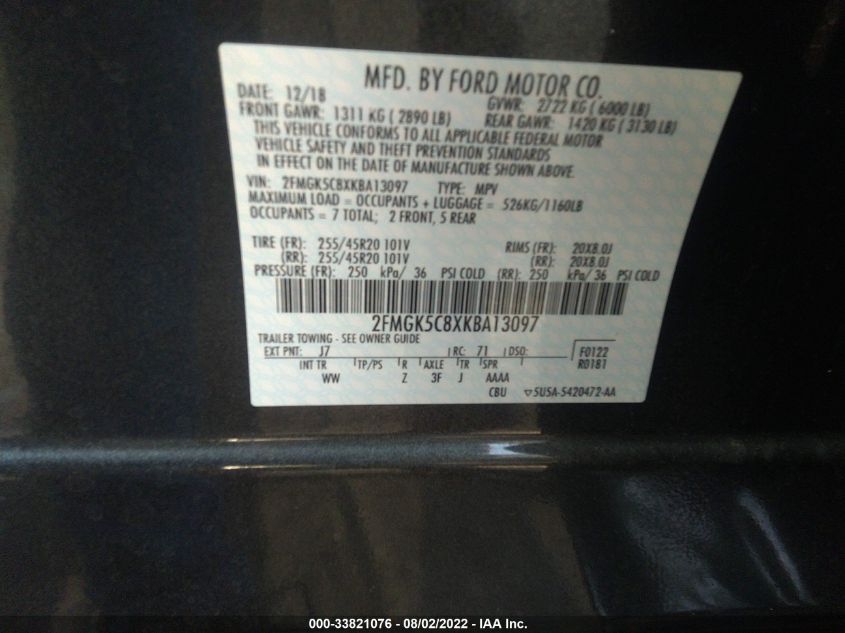 MFD. BY FORD MOTOR CO.
DATE: 12/18 GVWR: 2722 KG ( 6000 LB)
FRONT GAWR: 1311 KG ( 2890 LB) REAR GAWR: 1420 KG ( 3130 LB)
THIS VEHICLE CONFORMS TO ALL APPLICABLE FEDERAL MOTOR
VEHICLE SAFETY AND THEFT PREVENTION STANDARDS
IN EFFECT ON THE DATE OF MANUFACTURE SHOWN ABOVE.
VIN: 2FMGK5C8XKBA13097 TYPE: MPV
MAXIMUM LOAD = OCCUPANTS + LUGGAGE = 526KG/1160LB
OCCUPANTS = 7 TOTAL; 2 FRONT, 5 REAR
TIRE (FR): 255/45R20 101V RIMS (FR): 20X8.0J
(RR): 255/45R20 101V (RR): 20X8.0J
PRESSURE (FR): 250 kPa/ 36 PSI COLD (RR): 250 kPa/ 36 PSI COLD
2FMGK5C8XKBA13097
TRAILER TOWING - SEE OWNER GUIDE
EXT PNT: J7 RC: 71 DSO: F0122
R0181
INT TR TP/PS R AXLE TR SPR
WW Z 3F J AAAA
CBU ▽5U5A-5420472-AA
000-33821076 - 08/02/2022 - IAA Inc.